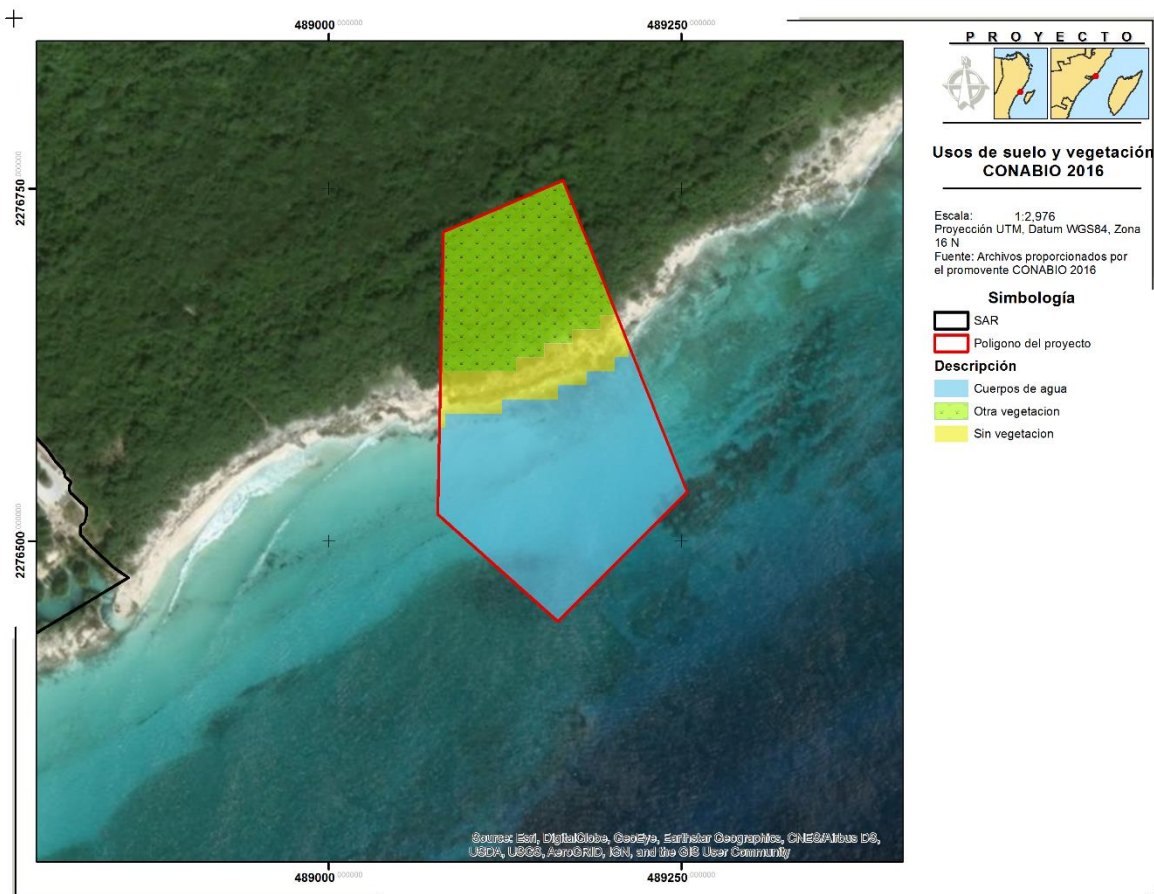 489000.000000
489250.000000
2276750.000000
2276500.000000
489000.000000
489250.000000
Source: Esri, DigitalGlobe, GeoEye, Earthstar Geographics, CNES/Airbus DS,
USDA, USGS, AeroGRID, IGN, and the GIS User Community
P R O Y E C T O
Usos de suelo y vegetación
CONABIO 2016
Escala: 1:2,976
Proyección UTM, Datum WGS84, Zona
16 N
Fuente: Archivos proporcionados por
el promovente CONABIO 2016
Simbología
SAR
Poligono del proyecto
Descripción
Cuerpos de agua
Otra vegetacion
Sin vegetacion